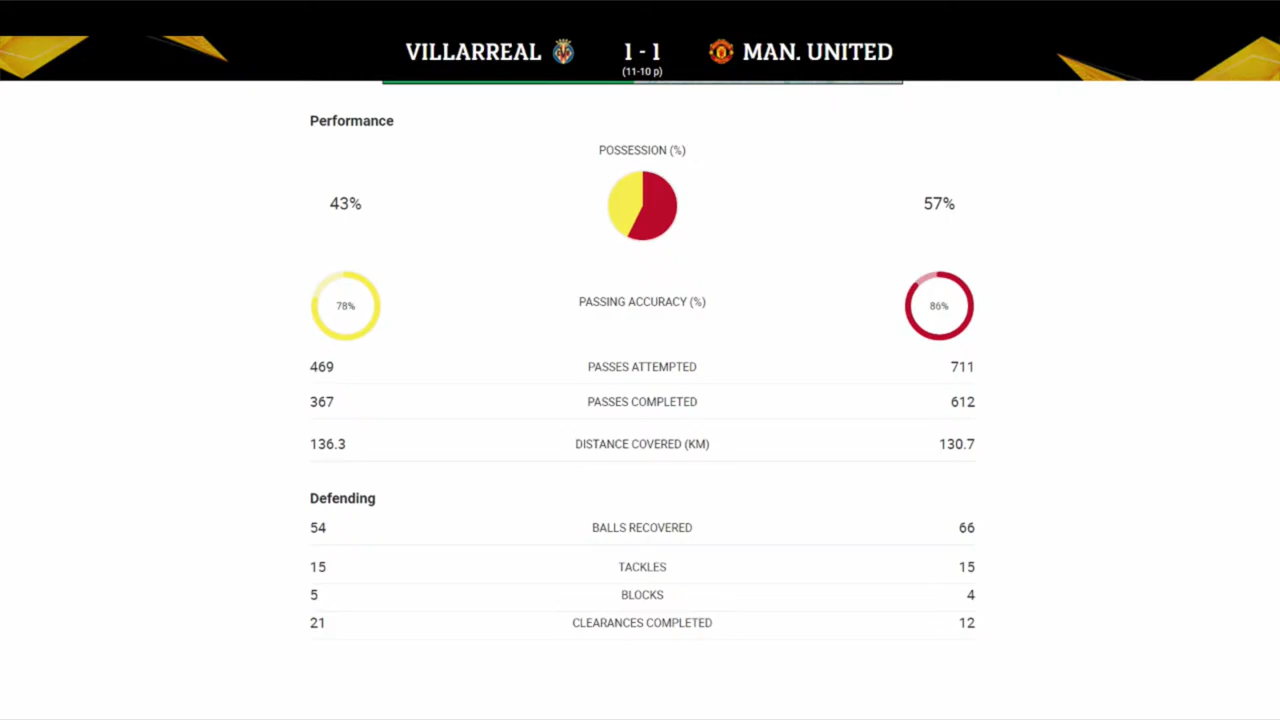 VILLARREAL 1 - 1 MAN. UNITED
(11-10 p)
Performance
POSSESSION (%)
43% 57%
78% PASSING ACCURACY (%) 86%
469 PASSES ATTEMPTED 711
367 PASSES COMPLETED 612
136.3 DISTANCE COVERED (KM) 130.7
Defending
54 BALLS RECOVERED 66
15 TACKLES 15
5 BLOCKS 4
21 CLEARANCES COMPLETED 12